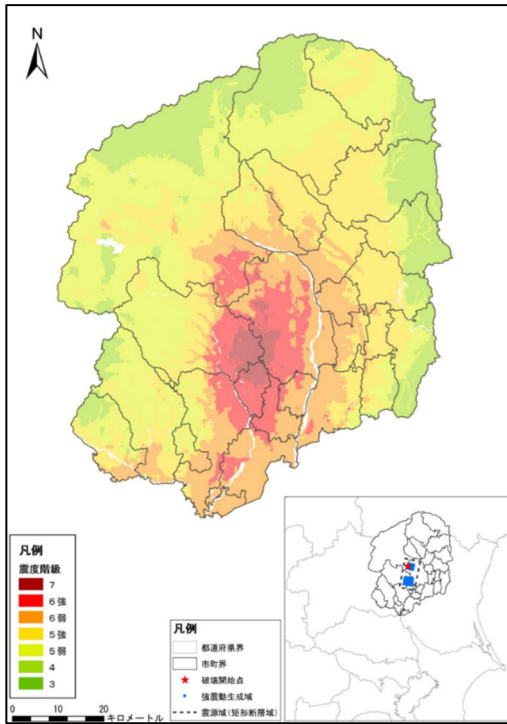 N
凡例
震度階級
7
6強
6弱
5強
5弱
4
3
0 10 20
キロメートル
凡例
都道府県界
市町界
破壊開始点
強震動生成域
震源域(矩形断層域)